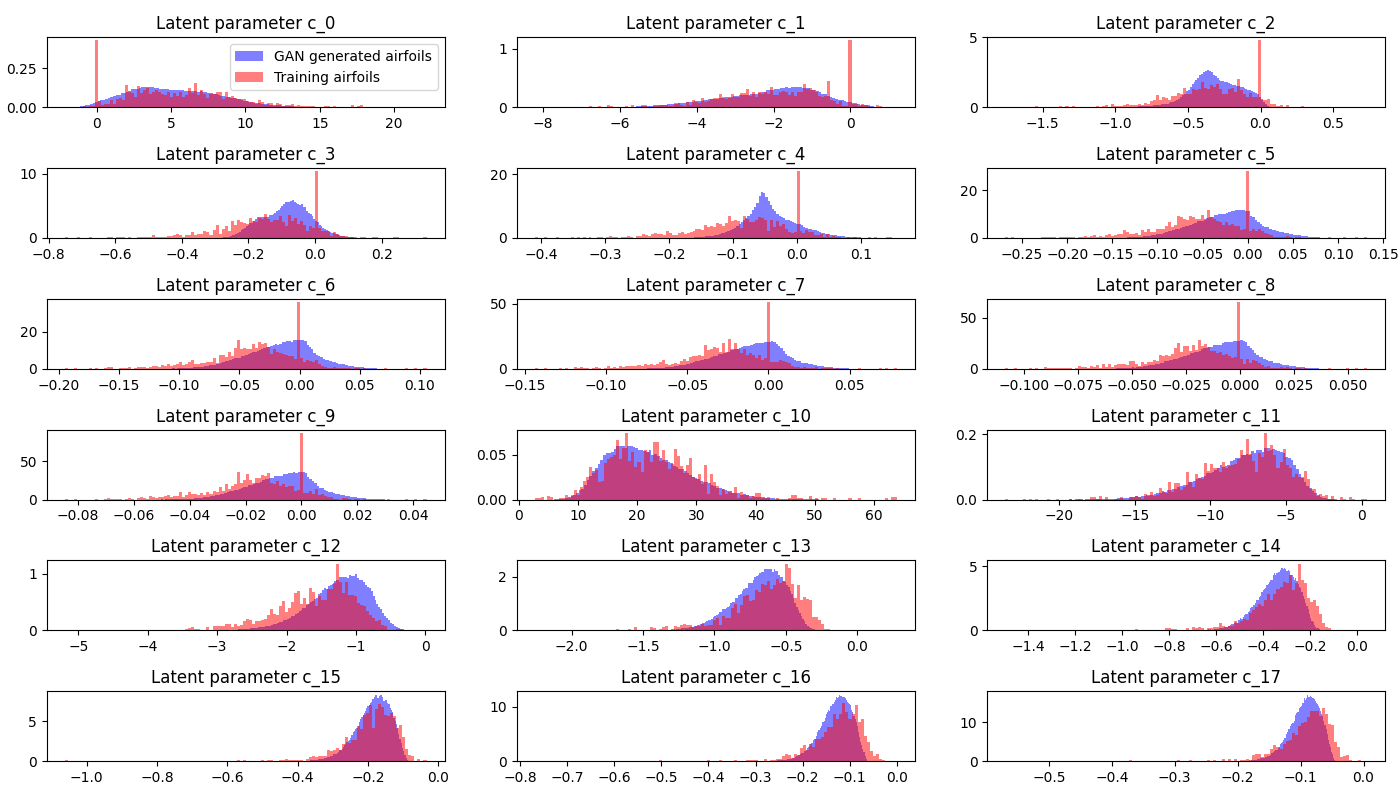 Latent parameter c_0
0.25
0.00
0 5 10 15 20
GAN generated airfoils
Training airfoils
Latent parameter c_1
1
0
−8 −6 −4 −2 0
Latent parameter c_2
5
0
−1.5 −1.0 −0.5 0.0 0.5
Latent parameter c_3
10
0
−0.8 −0.6 −0.4 −0.2 0.0 0.2
Latent parameter c_4
20
0
−0.4 −0.3 −0.2 −0.1 0.0 0.1
Latent parameter c_5
20
0
−0.25 −0.20 −0.15 −0.10 −0.05 0.00 0.05 0.10 0.15
Latent parameter c_6
20
0
−0.20 −0.15 −0.10 −0.05 0.00 0.05 0.10
Latent parameter c_7
50
0
−0.15 −0.10 −0.05 0.00 0.05
Latent parameter c_8
50
0
−0.100 −0.075 −0.050 −0.025 0.000 0.025 0.050
Latent parameter c_9
50
0
−0.08 −0.06 −0.04 −0.02 0.00 0.02 0.04
Latent parameter c_10
0.05
0.00
0 10 20 30 40 50 60
Latent parameter c_11
0.2
0.0
−20 −15 −10 −5 0
Latent parameter c_12
1
0
−5 −4 −3 −2 −1 0
Latent parameter c_13
2
0
−2.0 −1.5 −1.0 −0.5 0.0
Latent parameter c_14
5
0
−1.4 −1.2 −1.0 −0.8 −0.6 −0.4 −0.2 0.0
Latent parameter c_15
5
0
−1.0 −0.8 −0.6 −0.4 −0.2 0.0
Latent parameter c_16
10
0
−0.8 −0.7 −0.6 −0.5 −0.4 −0.3 −0.2 −0.1 0.0
Latent parameter c_17
10
0
−0.5 −0.4 −0.3 −0.2 −0.1 0.0